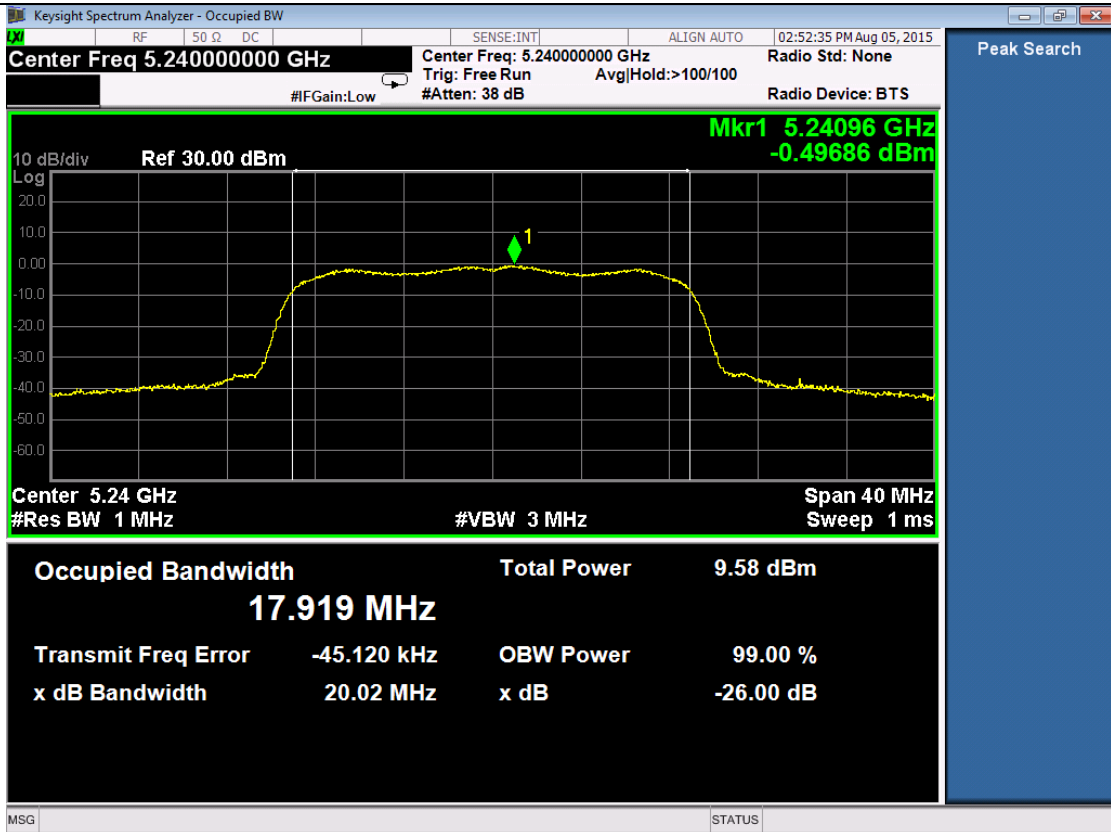 Keysight Spectrum Analyzer - Occupied BW
LXI RF 50 Ω DC SENSE:INT ALIGN AUTO 02:52:35 PM Aug 05, 2015
Center Freq 5.240000000 GHz Center Freq: 5.240000000 GHz Radio Std: None
Trig: Free Run Avg|Hold:>100/100
#IFGain:Low #Atten: 38 dB Radio Device: BTS
Peak Search
Mkr1 5.24096 GHz
10 dB/div Ref 30.00 dBm -0.49686 dBm
Log
20.0
10.0
1
0.00
-10.0
-20.0
-30.0
-40.0
-50.0
-60.0
Center 5.24 GHz Span 40 MHz
#Res BW 1 MHz #VBW 3 MHz Sweep 1 ms
Occupied Bandwidth Total Power 9.58 dBm
17.919 MHz
Transmit Freq Error -45.120 kHz OBW Power 99.00 %
x dB Bandwidth 20.02 MHz x dB -26.00 dB
MSG STATUS